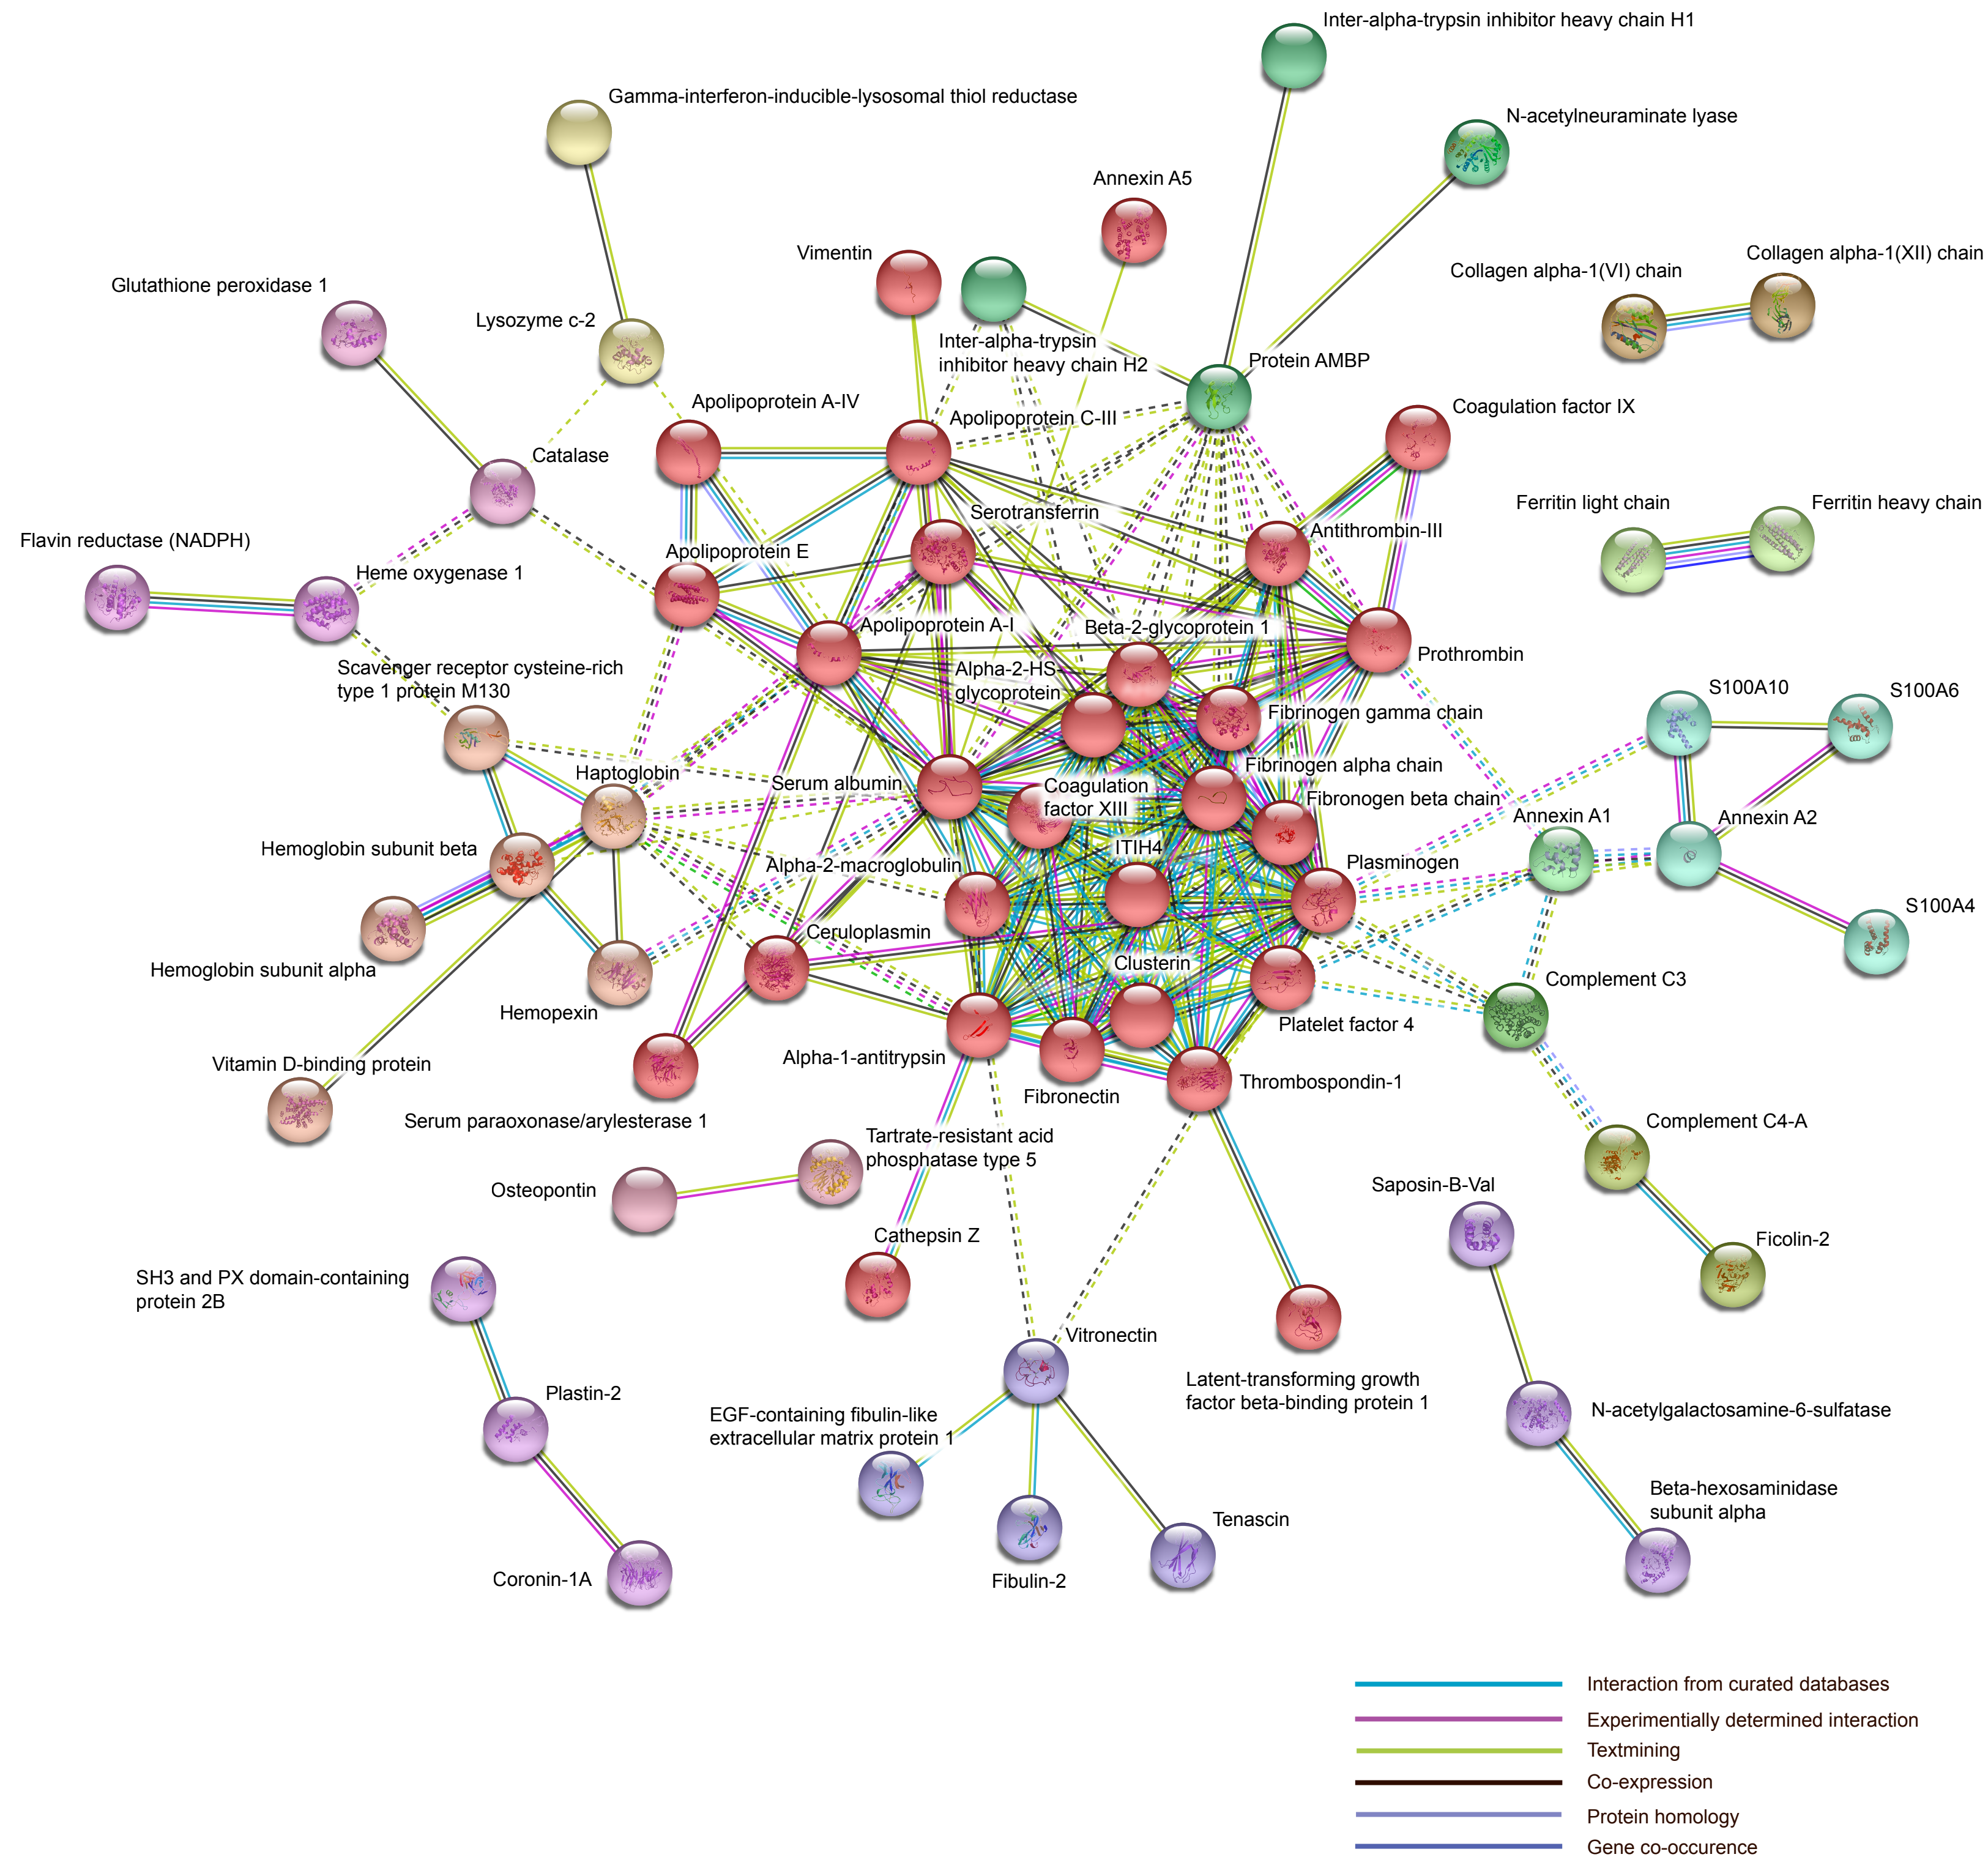 Inter-alpha-trypsin inhibitor heavy chain H1
Gamma-interferon-inducible-lysosomal thiol reductase
N-acetylneuraminate lyase
Annexin A5
Vimentin
Collagen alpha-1(XII) chain
Collagen alpha-1(VI) chain
Glutathione peroxidase 1
Lysozyme c-2
Inter-alpha-trypsin
inhibitor heavy chain H2
Protein AMBP
Apolipoprotein A-IV
Coagulation factor IX
Apolipoprotein C-III
Catalase
Ferritin light chain
Ferritin heavy chain
Serotransferrin
Antithrombin-III
Flavin reductase (NADPH)
Apolipoprotein E
Heme oxygenase 1
Apolipoprotein A-I
Beta-2-glycoprotein 1
Prothrombin
Scavenger receptor cysteine-rich
type 1 protein M130
Alpha-2-HS-
glycoprotein
S100A10
S100A6
Fibrinogen gamma chain
Haptoglobin
Serum albumin
Fibrinogen alpha chain
Coagulation
factor XIII
Fibronogen beta chain
Annexin A1
Annexin A2
Hemoglobin subunit beta
Alpha-2-macroglobulin
ITIH4
Plasminogen
S100A4
Ceruloplasmin
Hemoglobin subunit alpha
Clusterin
Complement C3
Hemopexin
Platelet factor 4
Vitamin D-binding protein
Alpha-1-antitrypsin
Fibronectin
Thrombospondin-1
Serum paraoxonase/arylesterase 1
Complement C4-A
Tartrate-resistant acid
phosphatase type 5
Osteopontin
Saposin-B-Val
Cathepsin Z
Ficolin-2
SH3 and PX domain-containing
protein 2B
Vitronectin
Latent-transforming growth
factor beta-binding protein 1
Plastin-2
EGF-containing fibulin-like
extracellular matrix protein 1
N-acetylgalactosamine-6-sulfatase
Beta-hexosaminidase
subunit alpha
Tenascin
Coronin-1A
Fibulin-2
Interaction from curated databases
Experimentially determined interaction
Textmining
Co-expression
Protein homology
Gene co-occurence